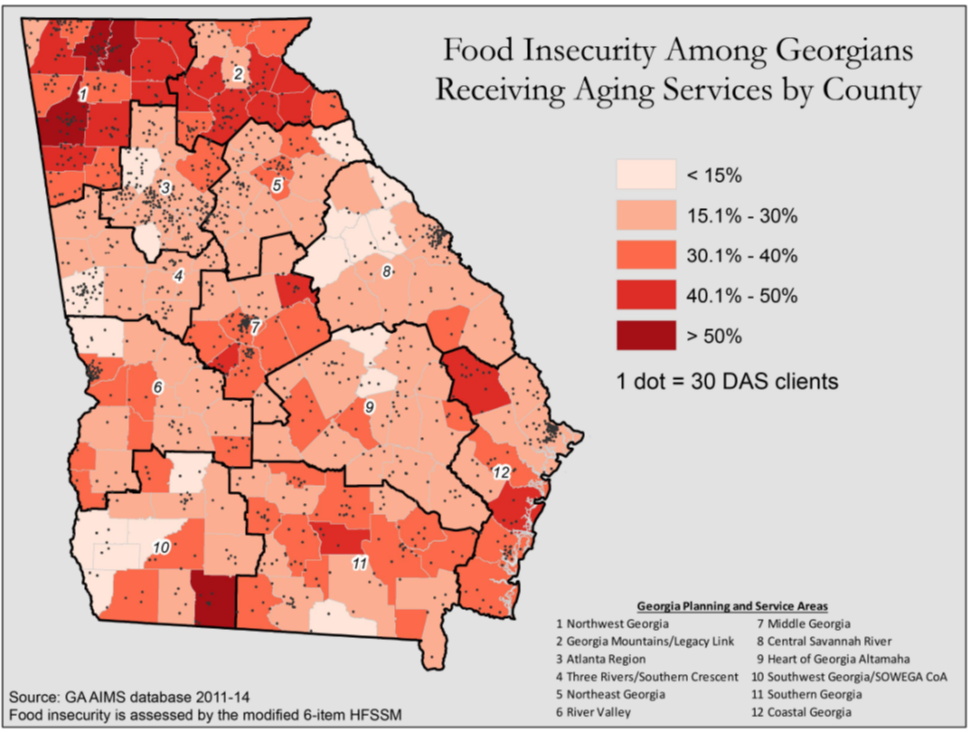 Food Insecurity Among Georgians
Receiving Aging Services by County
< 15%
15.1% - 30%
30.1% - 40%
40.1% - 50%
> 50%
1 dot = 30 DAS clients
1
2
3
4
5
6
7
8
9
10
11
12
Georgia Planning and Service Areas
1 Northwest Georgia
2 Georgia Mountains/Legacy Link
3 Atlanta Region
4 Three Rivers/Southern Crescent
5 Northeast Georgia
6 River Valley
7 Middle Georgia
8 Central Savannah River
9 Heart of Georgia Altamaha
10 Southwest Georgia/SOWEGA CoA
11 Southern Georgia
12 Coastal Georgia
Source: GA AIMS database 2011-14
Food insecurity is assessed by the modified 6-item HFSSM